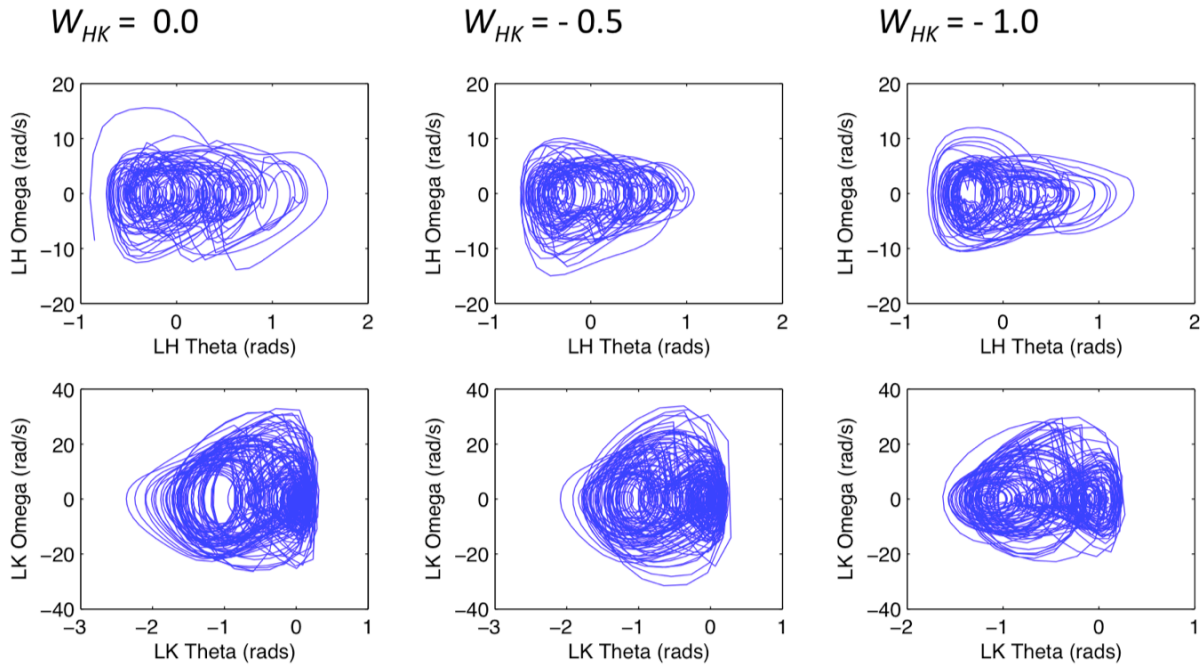 W_HK = 0.0
W_HK = - 0.5
W_HK = - 1.0
20
10
0
−10
−20
LH Omega (rad/s)
−1 0 1 2
LH Theta (rads)
20
10
0
−10
−20
LH Omega (rad/s)
−1 0 1 2
LH Theta (rads)
20
10
0
−10
−20
LH Omega (rad/s)
−1 0 1 2
LH Theta (rads)
40
20
0
−20
−40
LK Omega (rad/s)
−3 −2 −1 0 1
LK Theta (rads)
40
20
0
−20
−40
LK Omega (rad/s)
−3 −2 −1 0 1
LK Theta (rads)
40
20
0
−20
−40
LK Omega (rad/s)
−2 −1 0 1
LK Theta (rads)